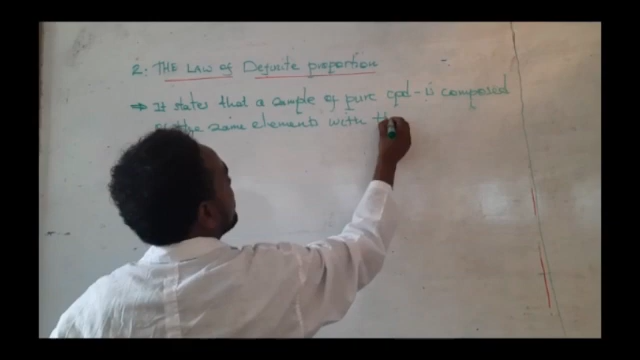 2. THE LAW of Definite proportion
⇒ It states that a sample of pure cpd - is composed
of the same elements with th